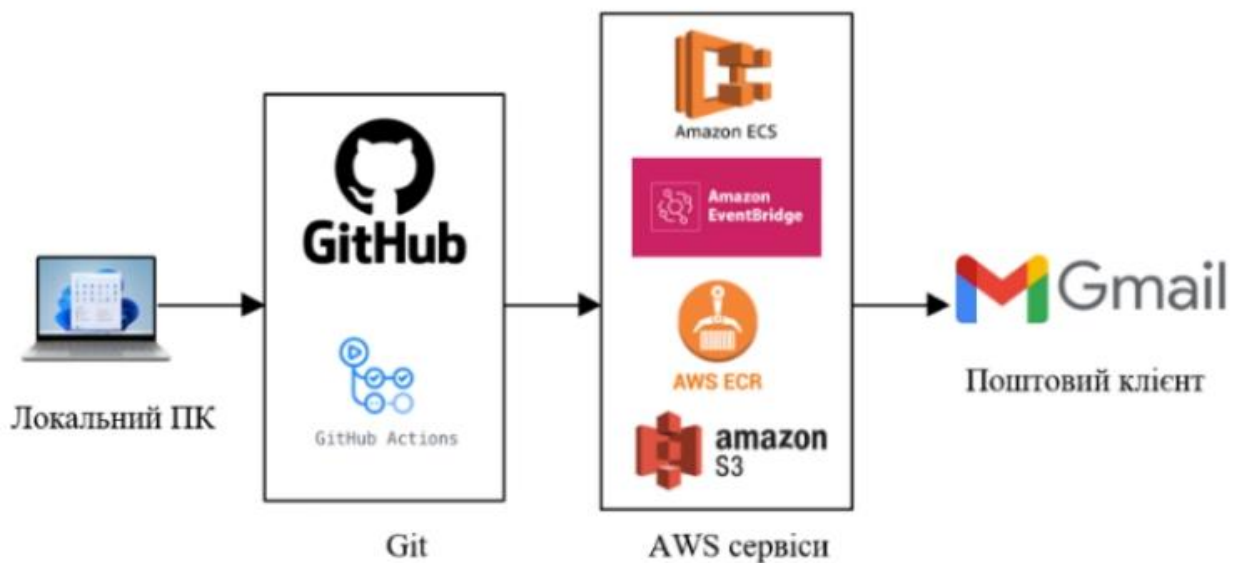 Локальний ПК
GitHub
GitHub Actions
Git
Amazon ECS
Amazon
EventBridge
AWS ECR
amazon
S3
AWS сервіси
Gmail
Поштовий клієнт